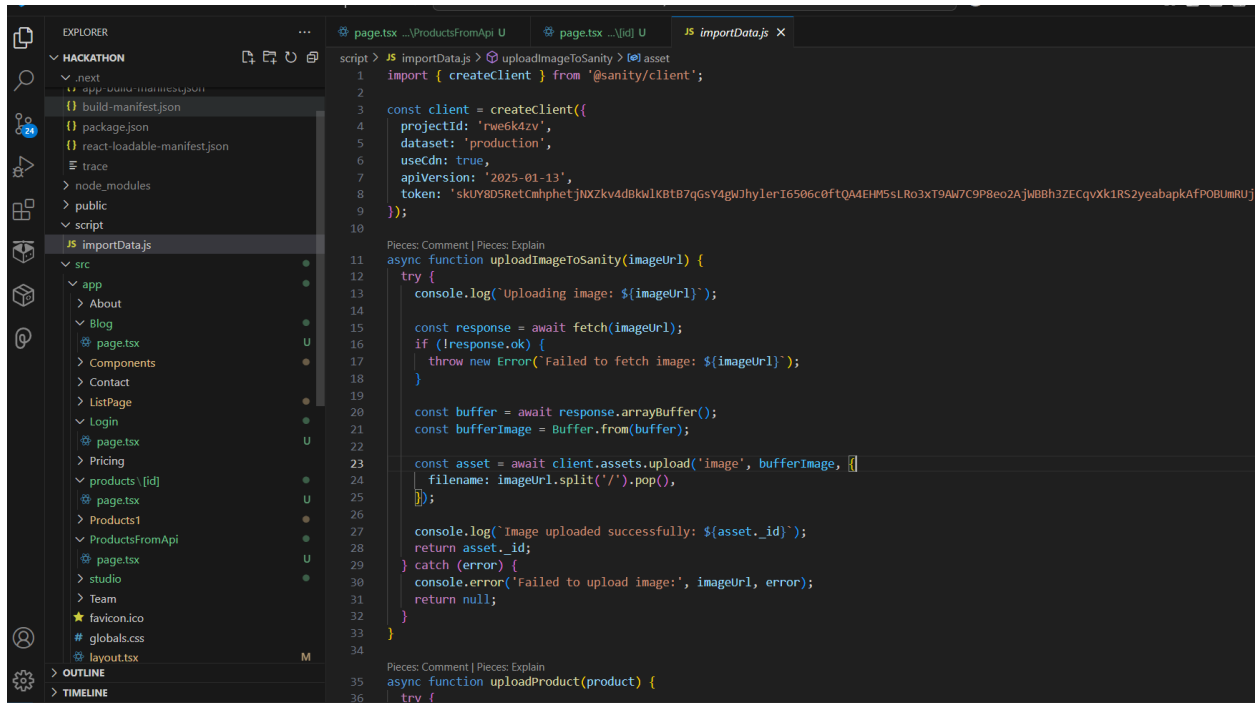 EXPLORER
HACKATHON
.next
app-build-manifest.json
{} build-manifest.json
{} package.json
{} react-loadable-manifest.json
trace
node_modules
public
script
JS importData.js
src
app
About
Blog
page.tsx U
Components
Contact
ListPage
Login
page.tsx U
Pricing
products\[id]
page.tsx U
Products1
ProductsFromApi
page.tsx U
studio
Team
favicon.ico
# globals.css
layout.tsx M
OUTLINE
TIMELINE
24
page.tsx ...\ProductsFromApi U page.tsx ...\[id] U JS importData.js
script > JS importData.js > uploadImageToSanity > asset
1 import { createClient } from '@sanity/client';
2
3 const client = createClient({
4 projectId: 'rwe6k4zv',
5 dataset: 'production',
6 useCdn: true,
7 apiVersion: '2025-01-13',
8 token:
9 });
10
Pieces: Comment | Pieces: Explain
11 async function uploadImageToSanity(imageUrl) {
12 try {
13 console.log(`Uploading image: ${imageUrl}`);
14
15 const response = await fetch(imageUrl);
16 if (!response.ok) {
17 throw new Error(`Failed to fetch image: ${imageUrl}`);
18 }
19
20 const buffer = await response.arrayBuffer();
21 const bufferImage = Buffer.from(buffer);
22
23 const asset = await client.assets.upload('image', bufferImage, {
24 filename: imageUrl.split('/').pop(),
25 });
26
27 console.log(`Image uploaded successfully: ${asset._id}`);
28 return asset._id;
29 } catch (error) {
30 console.error('Failed to upload image:', imageUrl, error);
31 return null;
32 }
33 }
34
Pieces: Comment | Pieces: Explain
35 async function uploadProduct(product) {
36 try {